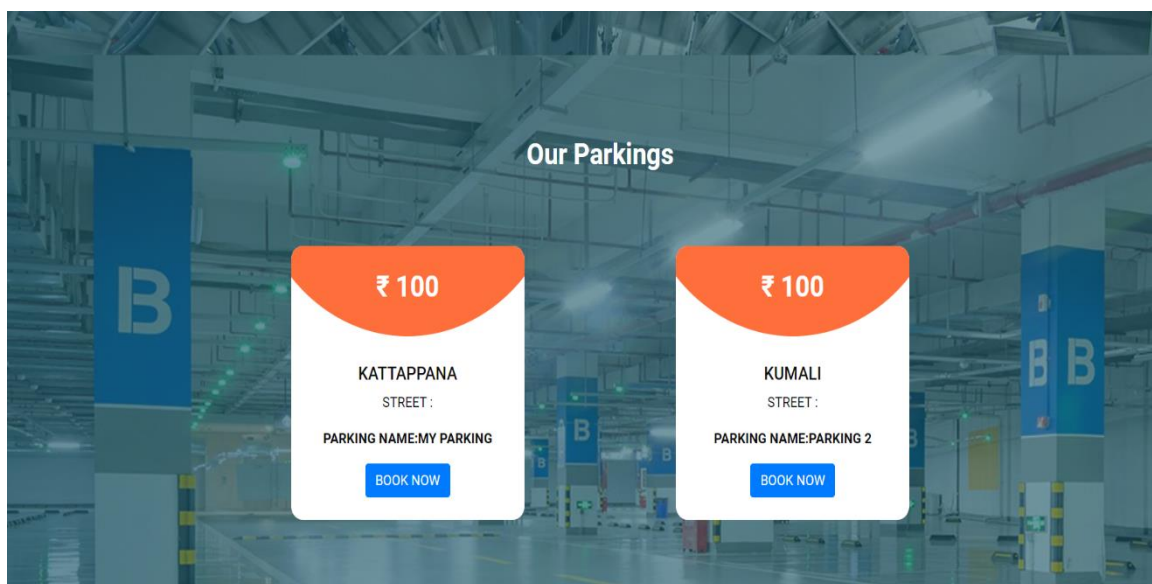 Our Parkings
₹ 100
KATTAPPANA
STREET :
PARKING NAME:MY PARKING
BOOK NOW
₹ 100
KUMALI
STREET :
PARKING NAME:PARKING 2
BOOK NOW
B
B
B B
B
B
B
B